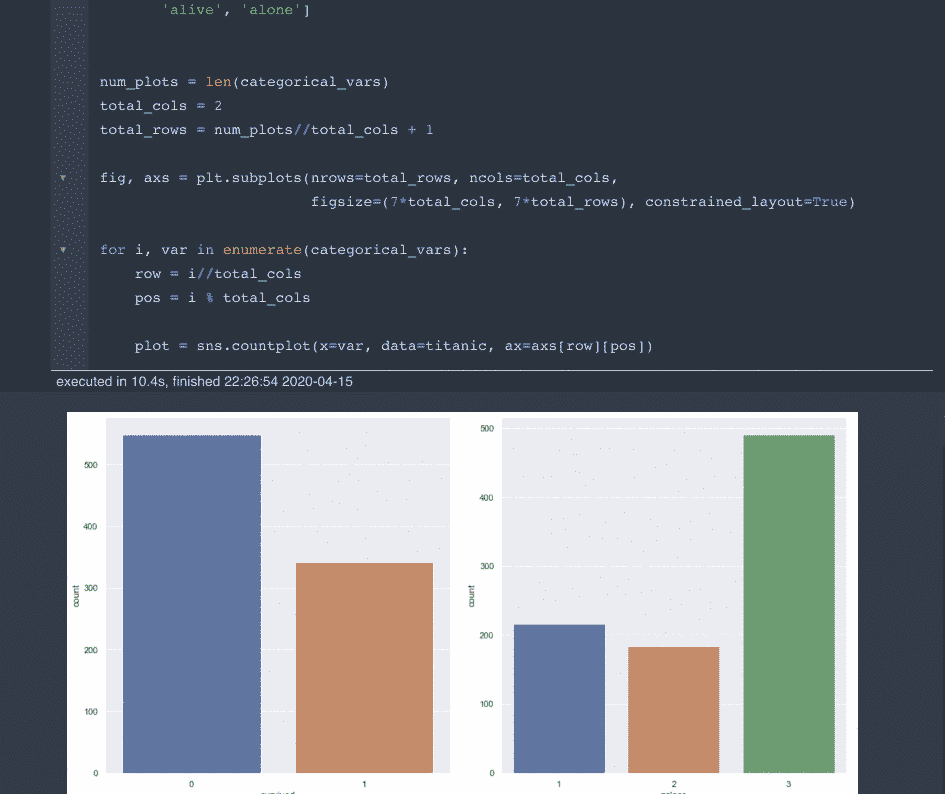 'alive', 'alone']
num_plots = len(categorical_vars)
total_cols = 2
total_rows = num_plots//total_cols + 1
fig, axs = plt.subplots(nrows=total_rows, ncols=total_cols,
figsize=(7*total_cols, 7*total_rows), constrained_layout=True)
for i, var in enumerate(categorical_vars):
row = i//total_cols
pos = i % total_cols
plot = sns.countplot(x=var, data=titanic, ax=axs[row][pos])
executed in 10.4s, finished 22:26:54 2020-04-15
500
400
300
200
100
0
count
0 1
500
400
300
200
100
0
count
1 2 3